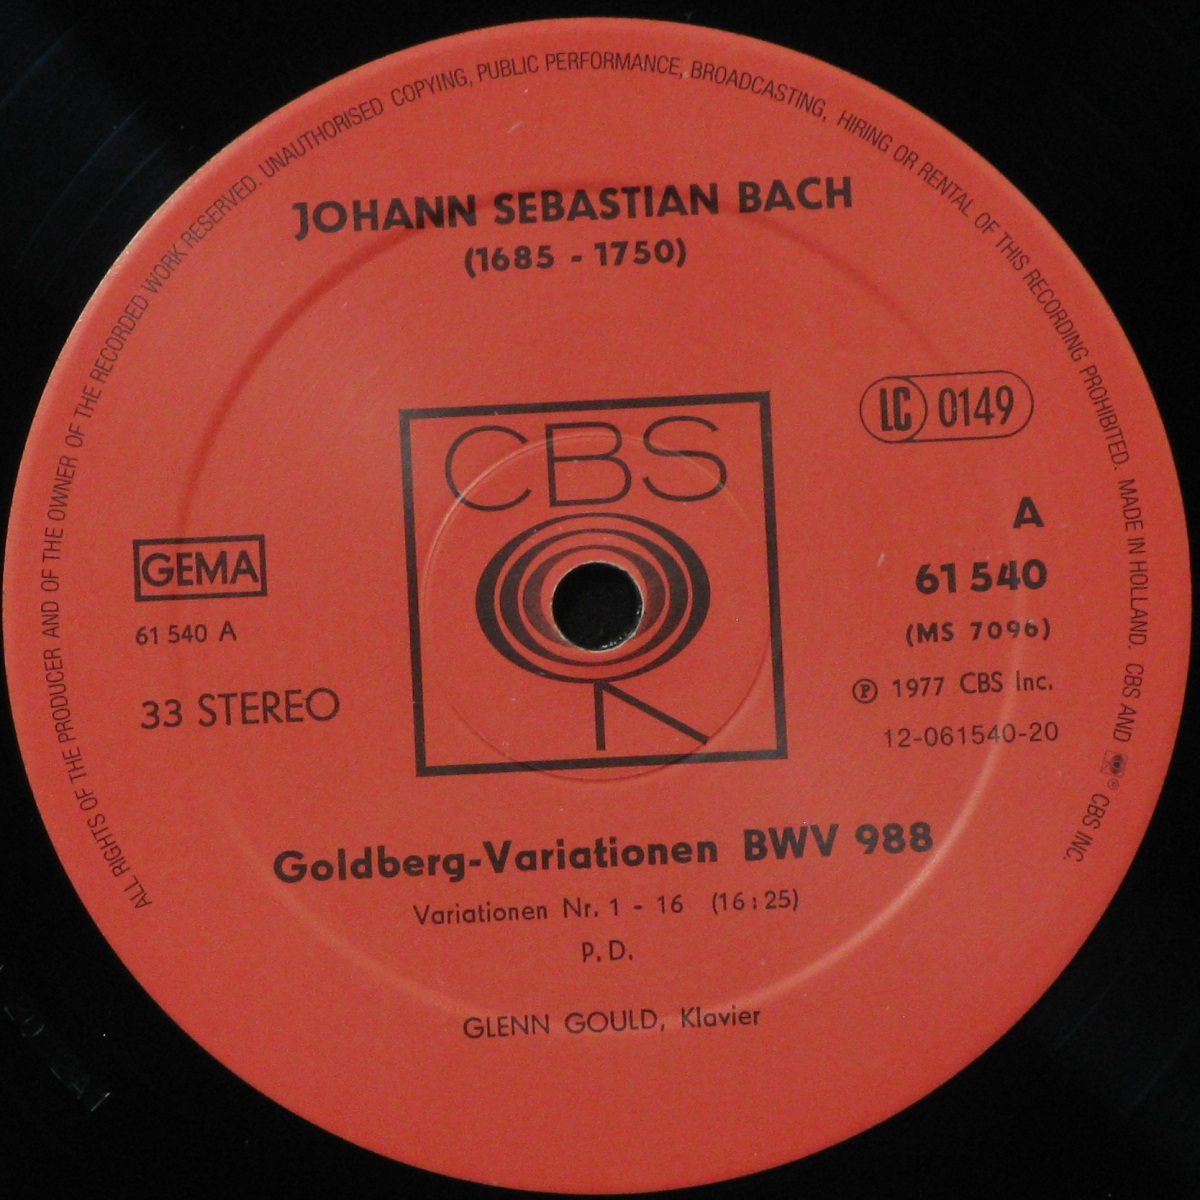 ALL RIGHTS OF THE PRODUCER AND OF THE OWNER OF THE RECORDED WORK RESERVED. UNAUTHORISED COPYING, PUBLIC PERFORMANCE, BROADCASTING, HIRING OR RENTAL OF THIS RECORDING PROHIBITED. MADE IN HOLLAND. CBS AND ® CBS INC.
JOHANN SEBASTIAN BACH
(1685 - 1750)
CBS
LC 0149
GEMA
61 540 A
33 STEREO
A
61 540
(MS 7096)
℗ 1977 CBS Inc.
12-061540-20
Goldberg-Variationen BWV 988
Variationen Nr. 1 - 16 (16:25)
P.D.
GLENN GOULD, Klavier